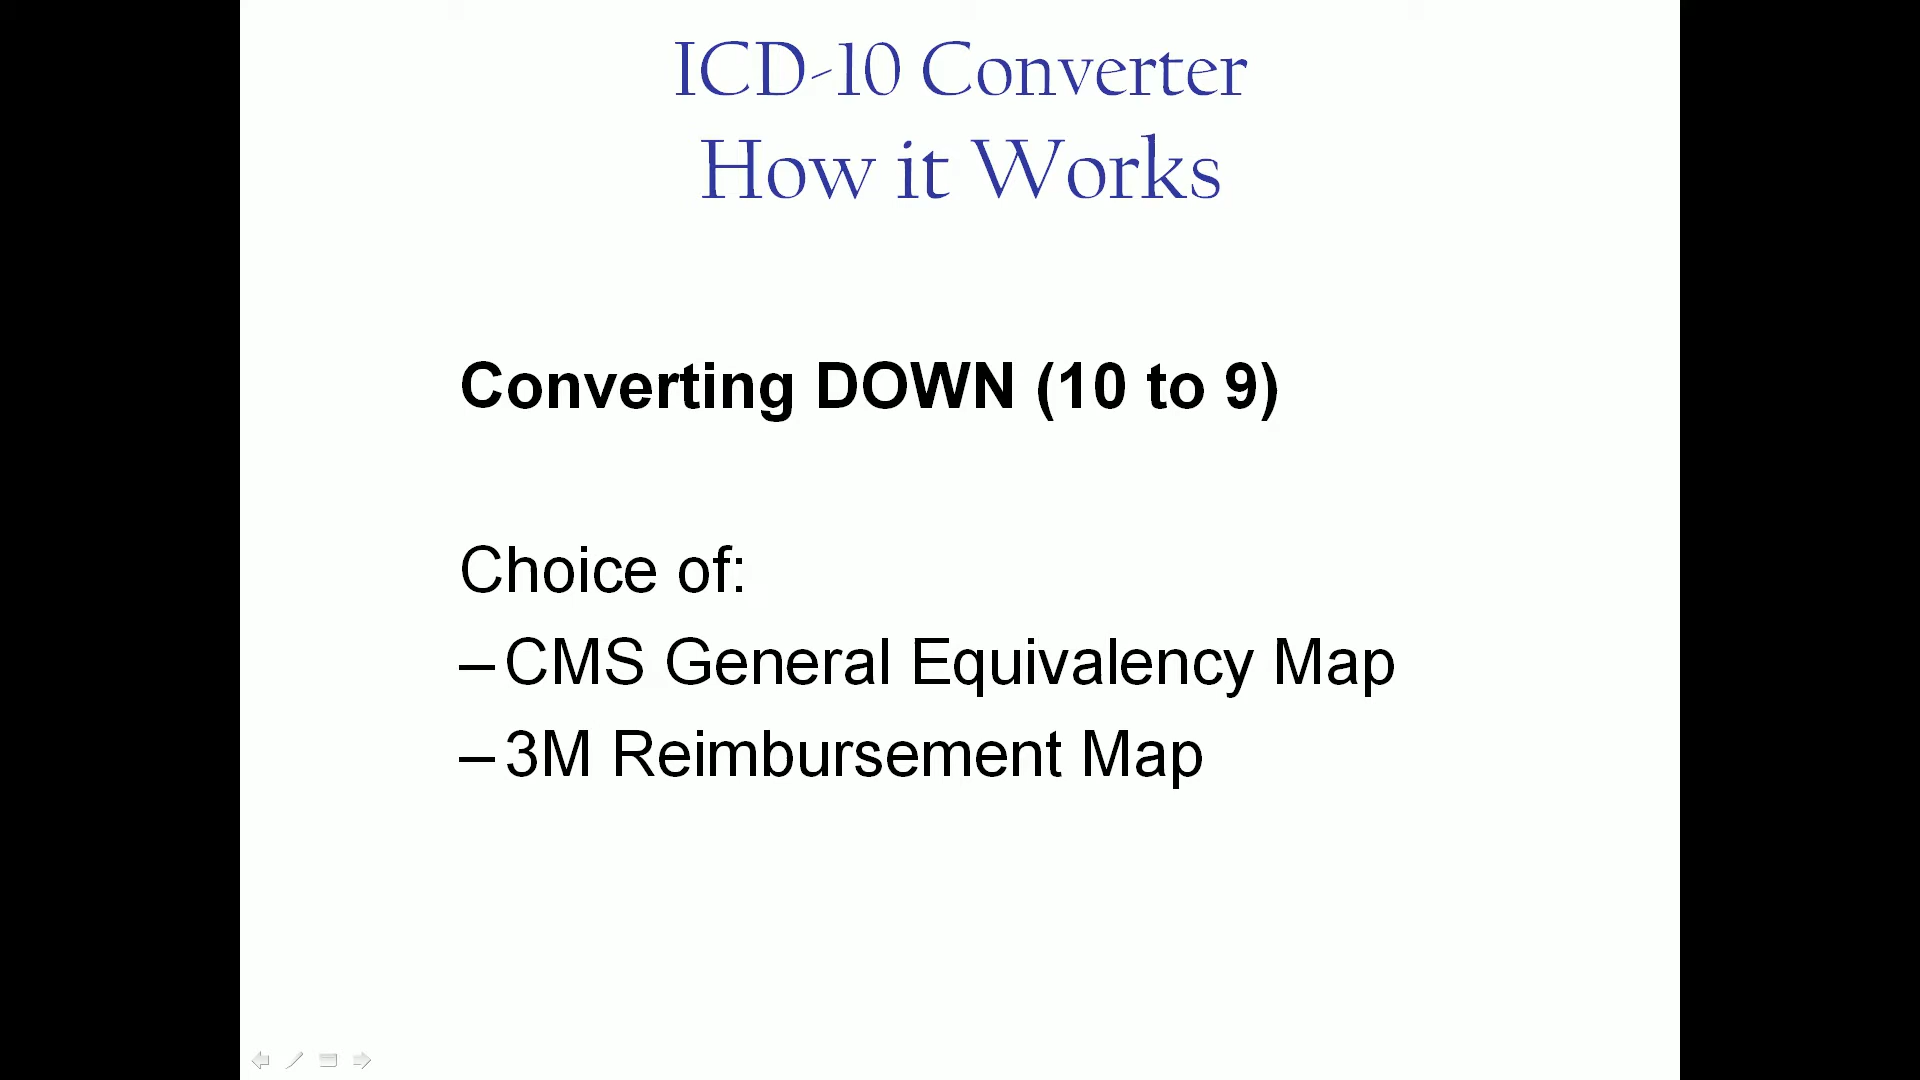 ICD-10 Converter
How it Works
Converting DOWN (10 to 9)
Choice of:
–CMS General Equivalency Map
–3M Reimbursement Map